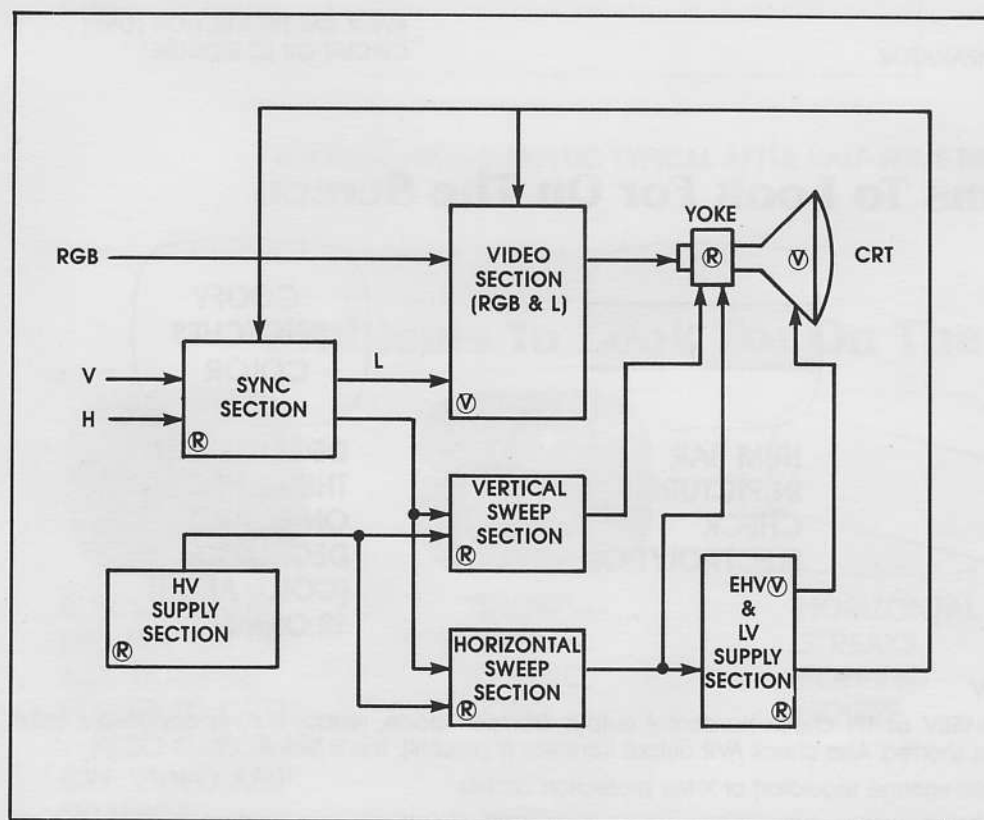 YOKE
RGB
VIDEO
SECTION
(RGB & L)
Ⓡ
Ⓥ
CRT
V
H
SYNC
SECTION
L
Ⓡ
Ⓥ
VERTICAL
SWEEP
SECTION
Ⓡ
HV
SUPPLY
SECTION
Ⓡ
EHV Ⓥ
&
LV
SUPPLY
SECTION
Ⓡ
HORIZONTAL
SWEEP
SECTION
Ⓡ